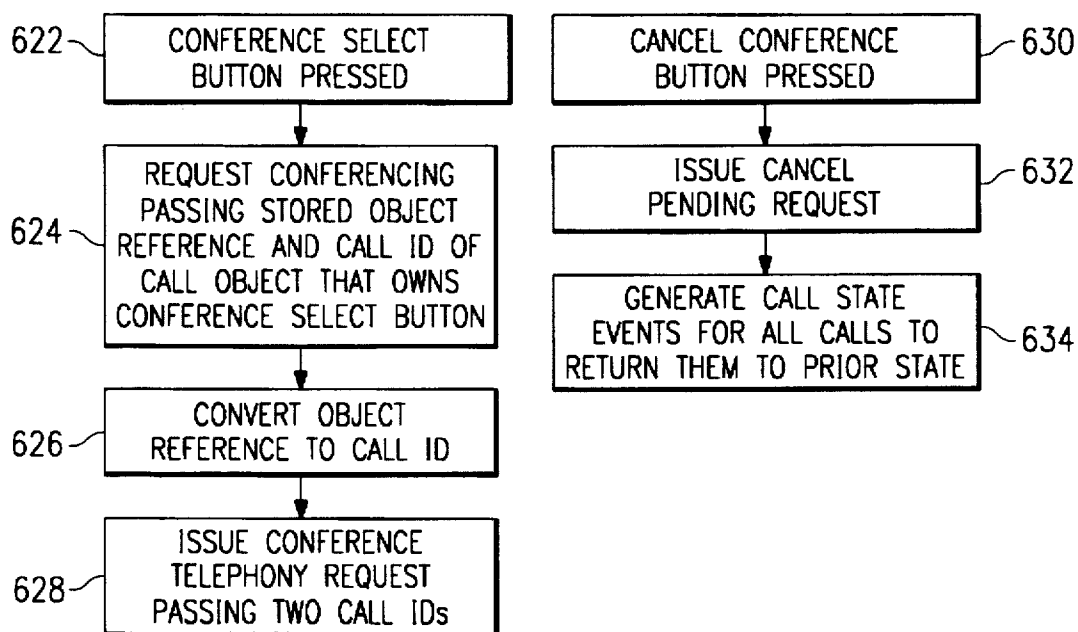 622
CONFERENCE SELECT
BUTTON PRESSED
624
REQUEST CONFERENCING
PASSING STORED OBJECT
REFERENCE AND CALL ID OF
CALL OBJECT THAT OWNS
CONFERENCE SELECT BUTTON
626
CONVERT OBJECT
REFERENCE TO CALL ID
628
ISSUE CONFERENCE
TELEPHONY REQUEST
PASSING TWO CALL IDs
CANCEL CONFERENCE
BUTTON PRESSED
630
ISSUE CANCEL
PENDING REQUEST
632
GENERATE CALL STATE
EVENTS FOR ALL CALLS TO
RETURN THEM TO PRIOR STATE
634